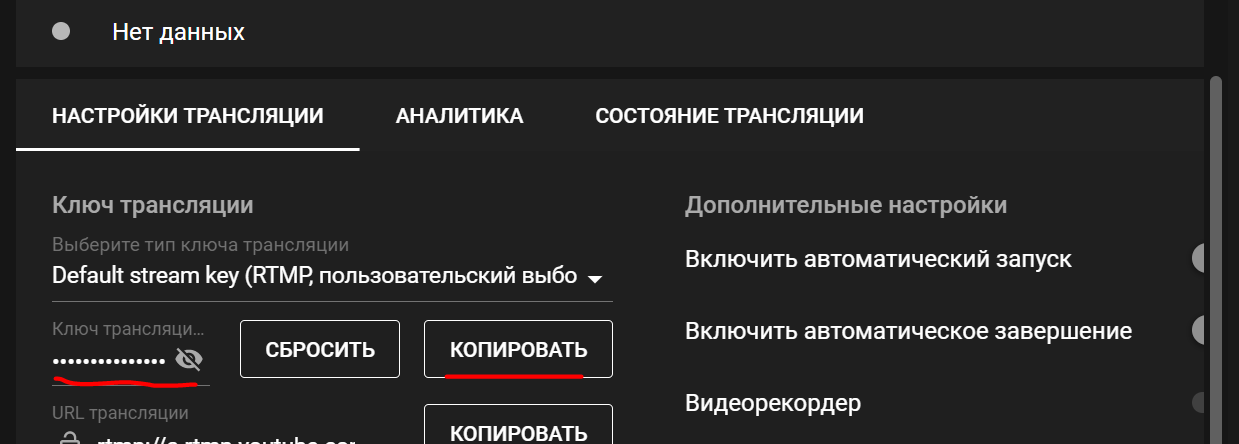 Нет данных
НАСТРОЙКИ ТРАНСЛЯЦИИ АНАЛИТИКА СОСТОЯНИЕ ТРАНСЛЯЦИИ
Ключ трансляции
Выберите тип ключа трансляции
Default stream key (RTMP, пользовательский выбо
Ключ трансляци...
••••••••••••••• СБРОСИТЬ КОПИРОВАТЬ
URL трансляции
КОПИРОВАТЬ
Дополнительные настройки
Включить автоматический запуск
Включить автоматическое завершение
Видеорекордер